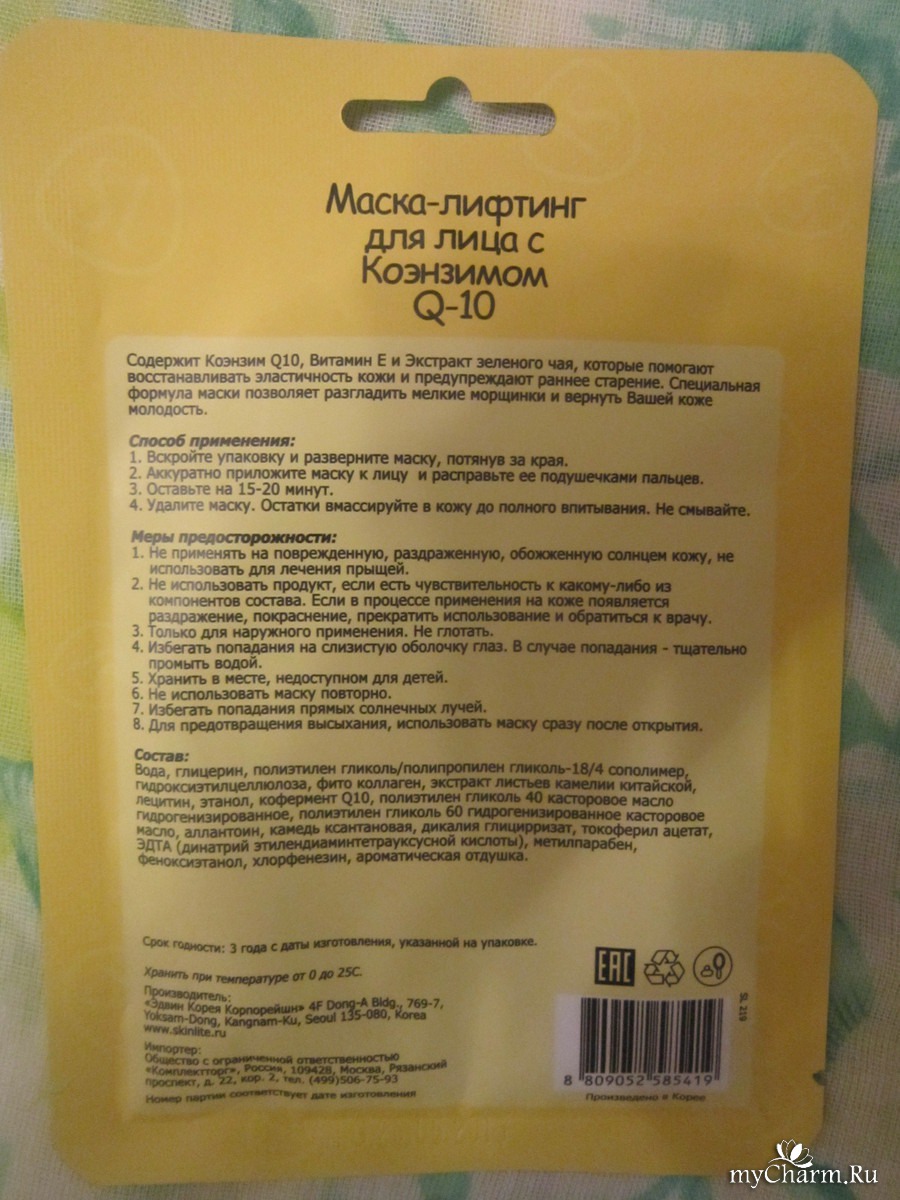 Маска-лифтинг
для лица с
Коэнзимом
Q-10
Содержит Коэнзим Q10, Витамин Е и Экстракт зеленого чая, которые помогают
восстанавливать эластичность кожи и предупреждают раннее старение. Специальная
формула маски позволяет разгладить мелкие морщинки и вернуть Вашей коже
молодость.
Способ применения:
1. Вскройте упаковку и разверните маску, потянув за края.
2. Аккуратно приложите маску к лицу и расправьте ее подушечками пальцев.
3. Оставьте на 15-20 минут.
4. Удалите маску. Остатки вмассируйте в кожу до полного впитывания. Не смывайте.
Меры предосторожности:
1. Не применять на поврежденную, раздраженную, обожженную солнцем кожу, не
использовать для лечения прыщей.
2. Не использовать продукт, если есть чувствительность к какому-либо из
компонентов состава. Если в процессе применения на коже появляется
раздражение, покраснение, прекратить использование и обратиться к врачу.
3. Только для наружного применения. Не глотать.
4. Избегать попадания на слизистую оболочку глаз. В случае попадания - тщательно
промыть водой.
5. Хранить в месте, недоступном для детей.
6. Не использовать маску повторно.
7. Избегать попадания прямых солнечных лучей.
8. Для предотвращения высыхания, использовать маску сразу после открытия.
Состав:
Вода, глицерин, полиэтилен гликоль/полипропилен гликоль-18/4 сополимер,
гидроксиэтилцеллюлоза, фито коллаген, экстракт листьев камелии китайской,
лецитин, этанол, кофермент Q10, полиэтилен гликоль 40 касторовое масло
гидрогенизированное, полиэтилен гликоль 60 гидрогенизированное касторовое
масло, аллантоин, камедь ксантановая, дикалия глицирризат, токоферил ацетат,
ЭДТА (динатрий этилендиаминтетрауксусной кислоты), метилпарабен,
феноксиэтанол, хлорфенезин, ароматическая отдушка.
Срок годности: 3 года с даты изготовления, указанной на упаковке.
Хранить при температуре от 0 до 25С.
Производитель:
«Эдвин Корея Корпорейшн» 4F Dong-A Bldg., 769-7,
Yoksam-Dong, Kangnam-Ku, Seoul 135-080, Korea
www.skinlite.ru
Импортер:
Общество с ограниченной ответственностью
«Комплектторг», Россия, 109428, Москва, Рязанский
проспект, д. 22, кор. 2, тел. (499)506-75-93
Номер партии соответствует дате изготовления
EAC
SL 219
8 809052 585419
Произведено в Корее
myCharm.Ru